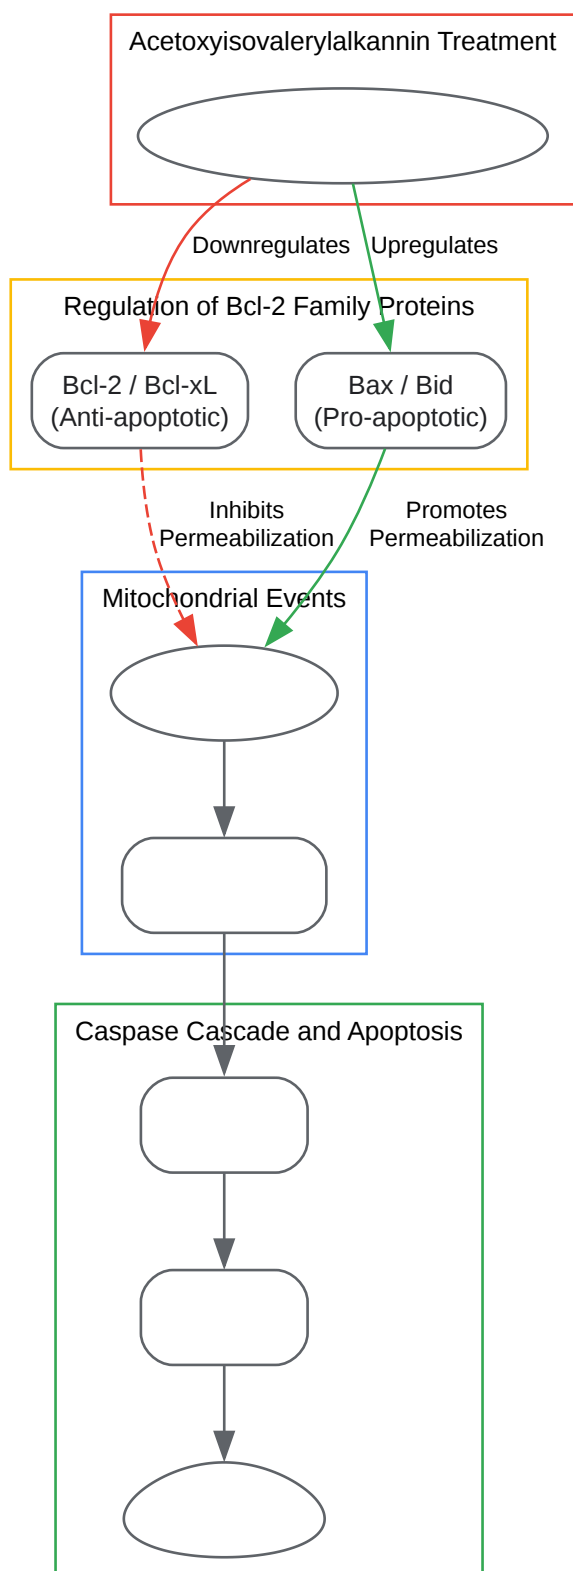 Acetoxyisovalerylalkannin Treatment
Downregulates
Upregulates
Regulation of Bcl-2 Family Proteins
Bcl-2 / Bcl-xL
(Anti-apoptotic)
Bax / Bid
(Pro-apoptotic)
Inhibits
Permeabilization
Promotes
Permeabilization
Mitochondrial Events
Caspase Cascade and Apoptosis